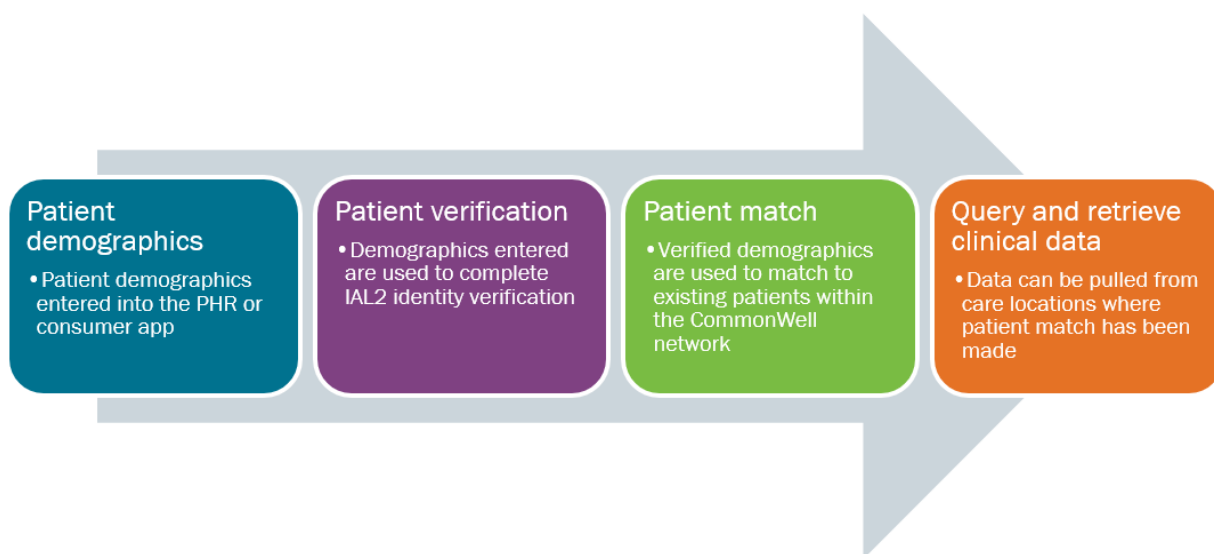 Patient
demographics
•Patient demographics
entered into the PHR or
consumer app
Patient verification
•Demographics entered
are used to complete
IAL2 identity verification
Patient match
•Verified demographics
are used to match to
existing patients within
the CommonWell
network
Query and retrieve
clinical data
•Data can be pulled from
care locations where
patient match has been
made